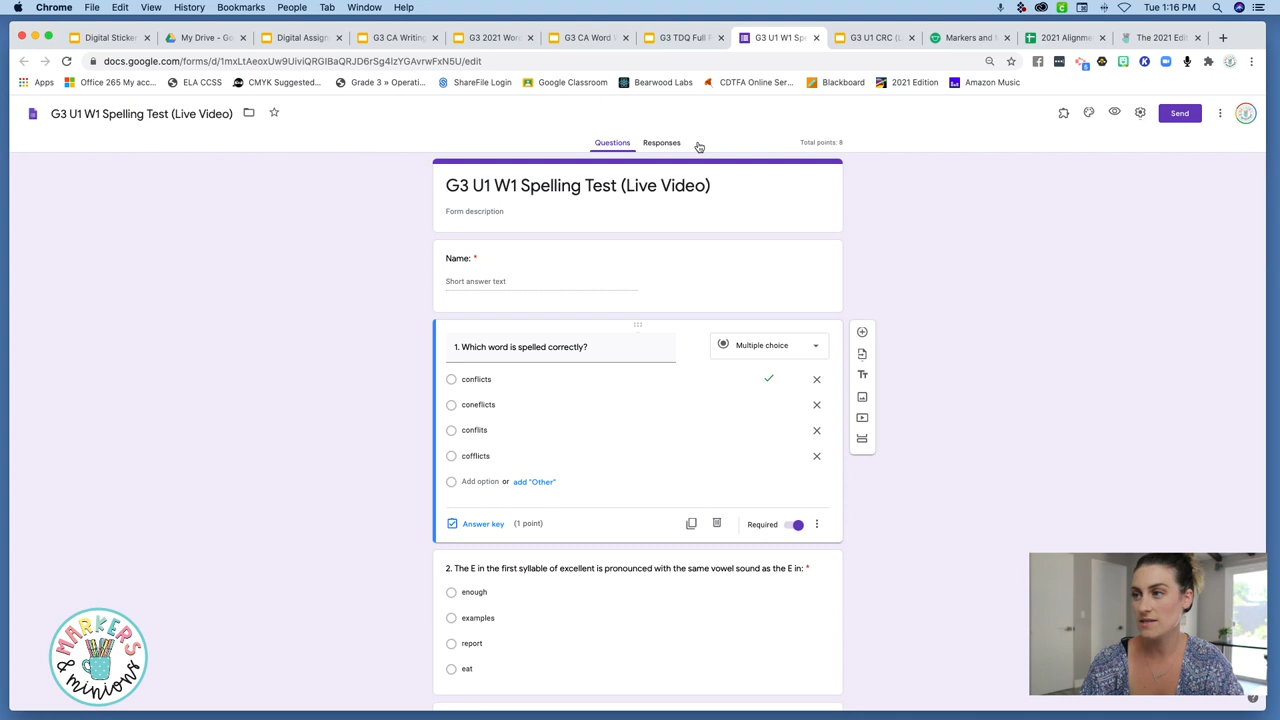 Chrome File Edit View History Bookmarks People Tab Window Help Tue 1:16 PM
Digital Sticker My Drive - Go Digital Assign G3 CA Writing G3 2021 Wor G3 CA Word W G3 TDQ Full P G3 U1 W1 Spe G3 U1 CRC (L Markers and 2021 Alignme The 2021 Edit
docs.google.com/forms/d/1mxLtAeoxUw9UiviQRGIBaQRJD6rSg4lzYGAvrwFxN5U/edit
Apps Office 265 My acc... ELA CCSS CMYK Suggested... Grade 3 » Operati... ShareFile Login Google Classroom Bearwood Labs CDTFA Online Ser... Blackboard 2021 Edition Amazon Music
G3 U1 W1 Spelling Test (Live Video) Send
Questions Responses Total points: 8
G3 U1 W1 Spelling Test (Live Video)
Form description
Name: *
Short answer text
1. Which word is spelled correctly? Multiple choice
conflicts
coneflicts
conflits
cofflicts
Add option or add "Other"
Answer key (1 point) Required
2. The E in the first syllable of excellent is pronounced with the same vowel sound as the E in: *
enough
examples
report
eat
MARKERS
& minions